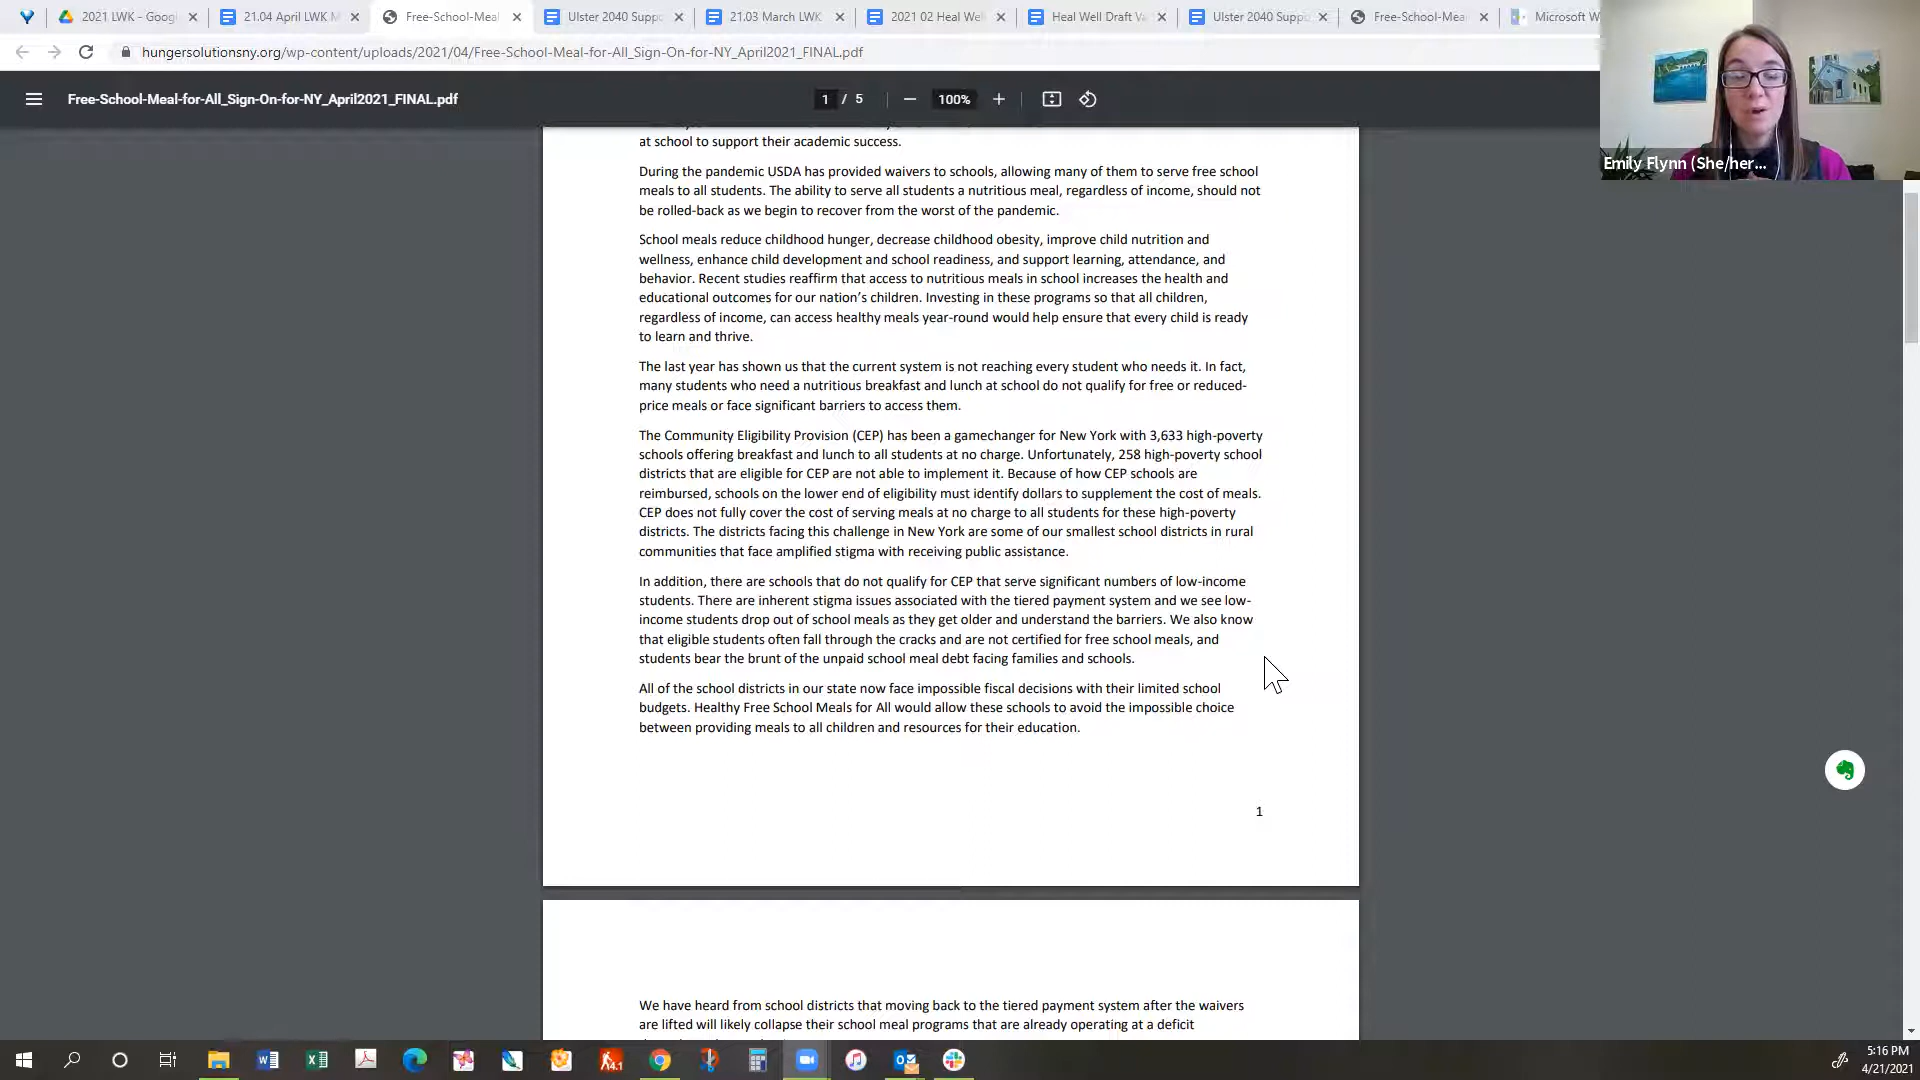 2021 LWK - Googl
21.04 April LWK M
Free-School-Meal
Ulster 2040 Suppo
21.03 March LWK
2021 02 Heal Wel
Heal Well Draft Va
Ulster 2040 Suppo
Free-School-Mea
Microsoft W
hungersolutionsny.org/wp-content/uploads/2021/04/Free-School-Meal-for-All_Sign-On-for-NY_April2021_FINAL.pdf
Free-School-Meal-for-All_Sign-On-for-NY_April2021_FINAL.pdf
1 / 5
100%
Emily Flynn (She/her...
at school to support their academic success.
During the pandemic USDA has provided waivers to schools, allowing many of them to serve free school
meals to all students. The ability to serve all students a nutritious meal, regardless of income, should not
be rolled-back as we begin to recover from the worst of the pandemic.
School meals reduce childhood hunger, decrease childhood obesity, improve child nutrition and
wellness, enhance child development and school readiness, and support learning, attendance, and
behavior. Recent studies reaffirm that access to nutritious meals in school increases the health and
educational outcomes for our nation’s children. Investing in these programs so that all children,
regardless of income, can access healthy meals year-round would help ensure that every child is ready
to learn and thrive.
The last year has shown us that the current system is not reaching every student who needs it. In fact,
many students who need a nutritious breakfast and lunch at school do not qualify for free or reduced-
price meals or face significant barriers to access them.
The Community Eligibility Provision (CEP) has been a gamechanger for New York with 3,633 high-poverty
schools offering breakfast and lunch to all students at no charge. Unfortunately, 258 high-poverty school
districts that are eligible for CEP are not able to implement it. Because of how CEP schools are
reimbursed, schools on the lower end of eligibility must identify dollars to supplement the cost of meals.
CEP does not fully cover the cost of serving meals at no charge to all students for these high-poverty
districts. The districts facing this challenge in New York are some of our smallest school districts in rural
communities that face amplified stigma with receiving public assistance.
In addition, there are schools that do not qualify for CEP that serve significant numbers of low-income
students. There are inherent stigma issues associated with the tiered payment system and we see low-
income students drop out of school meals as they get older and understand the barriers. We also know
that eligible students often fall through the cracks and are not certified for free school meals, and
students bear the brunt of the unpaid school meal debt facing families and schools.
All of the school districts in our state now face impossible fiscal decisions with their limited school
budgets. Healthy Free School Meals for All would allow these schools to avoid the impossible choice
between providing meals to all children and resources for their education.
1
We have heard from school districts that moving back to the tiered payment system after the waivers
are lifted will likely collapse their school meal programs that are already operating at a deficit
4.1
5:16 PM
4/21/2021